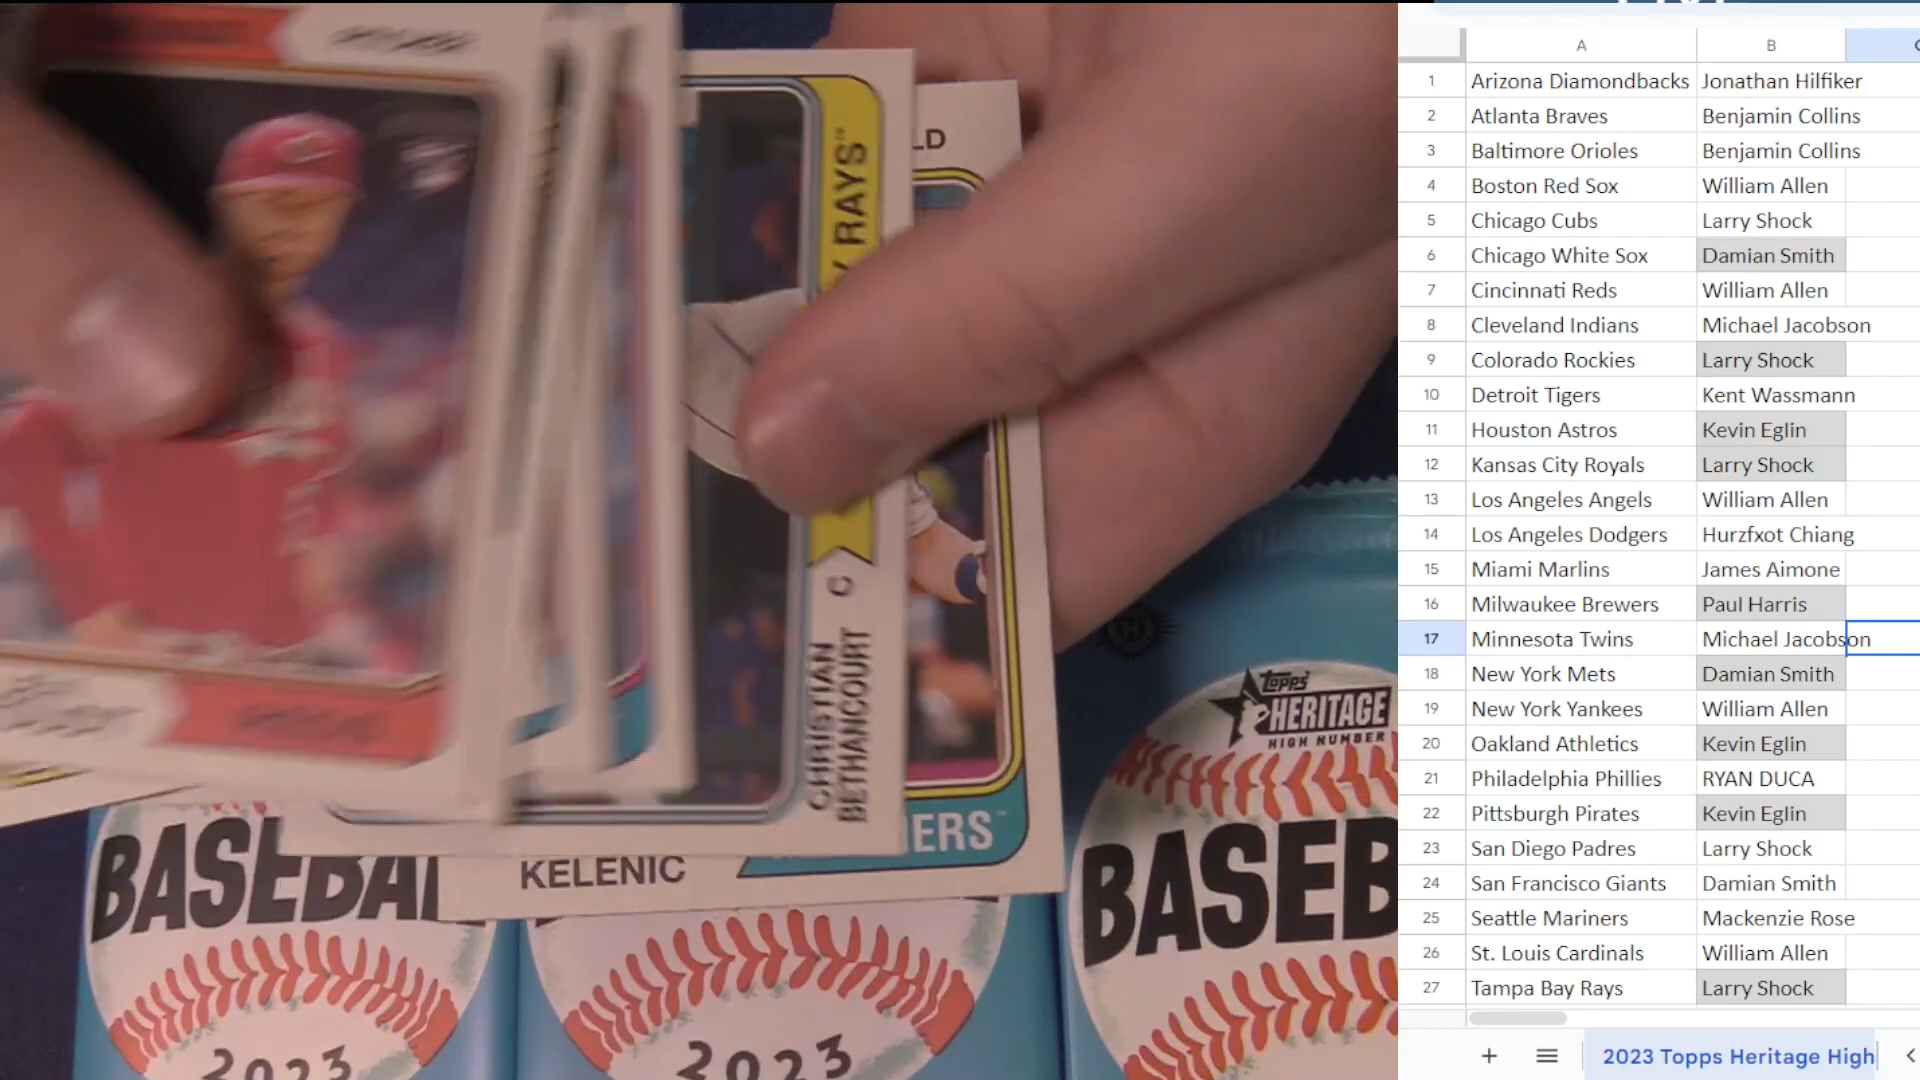 RAYS™
LD
C
CHRISTIAN
BETHANCOURT
ERS™
KELENIC
Topps
HERITAGE
HIGH NUMBER
BASEBAL
BASEB
2023
2023
A B
1 Arizona Diamondbacks Jonathan Hilfiker
2 Atlanta Braves Benjamin Collins
3 Baltimore Orioles Benjamin Collins
4 Boston Red Sox William Allen
5 Chicago Cubs Larry Shock
6 Chicago White Sox Damian Smith
7 Cincinnati Reds William Allen
8 Cleveland Indians Michael Jacobson
9 Colorado Rockies Larry Shock
10 Detroit Tigers Kent Wassmann
11 Houston Astros Kevin Eglin
12 Kansas City Royals Larry Shock
13 Los Angeles Angels William Allen
14 Los Angeles Dodgers Hurzfxot Chiang
15 Miami Marlins James Aimone
16 Milwaukee Brewers Paul Harris
17 Minnesota Twins Michael Jacobson
18 New York Mets Damian Smith
19 New York Yankees William Allen
20 Oakland Athletics Kevin Eglin
21 Philadelphia Phillies RYAN DUCA
22 Pittsburgh Pirates Kevin Eglin
23 San Diego Padres Larry Shock
24 San Francisco Giants Damian Smith
25 Seattle Mariners Mackenzie Rose
26 St. Louis Cardinals William Allen
27 Tampa Bay Rays Larry Shock
2023 Topps Heritage High